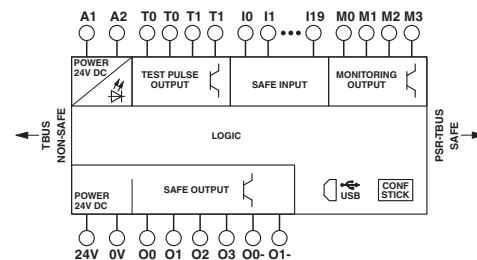 A1 A2 T0 T0 T1 T1 I0 I1 ••• I19 M0 M1 M2 M3
POWER
24V DC
TEST PULSE
OUTPUT
SAFE INPUT
MONITORING
OUTPUT
TBUS
NON-SAFE
LOGIC
PSR-TBUS
SAFE
POWER
24V DC
SAFE OUTPUT
USB
CONF
STICK
24V 0V O0 O1 O2 O3 O0- O1-